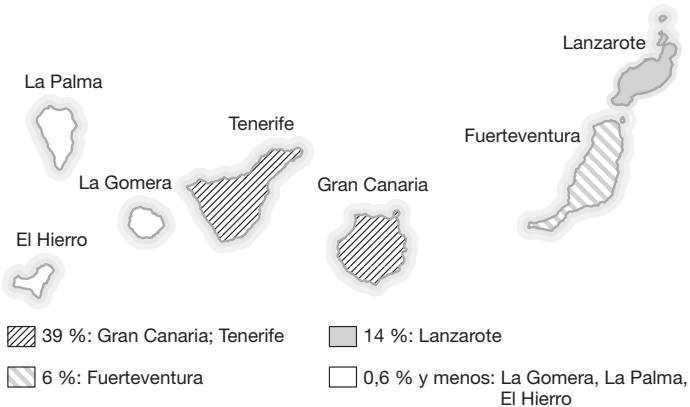 Lanzarote
La Palma
Tenerife
Fuerteventura
La Gomera
Gran Canaria
El Hierro
39 %: Gran Canaria; Tenerife
14 %: Lanzarote
6 %: Fuerteventura
0,6 % y menos: La Gomera, La Palma,
El Hierro